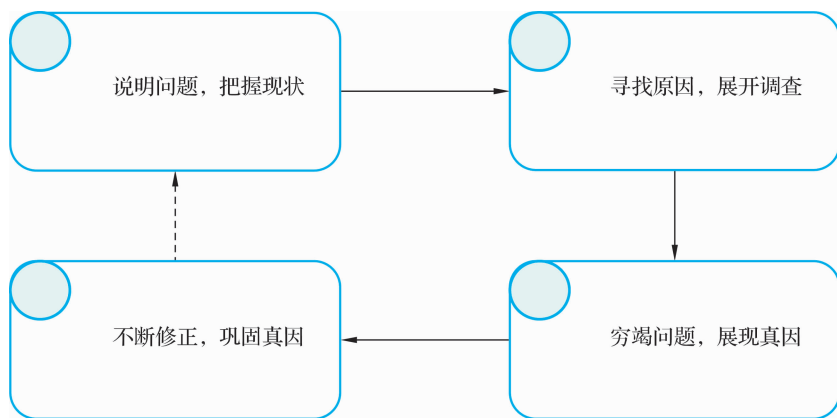 说明问题，把握现状
寻找原因，展开调查
不断修正，巩固真因
穷竭问题，展现真因